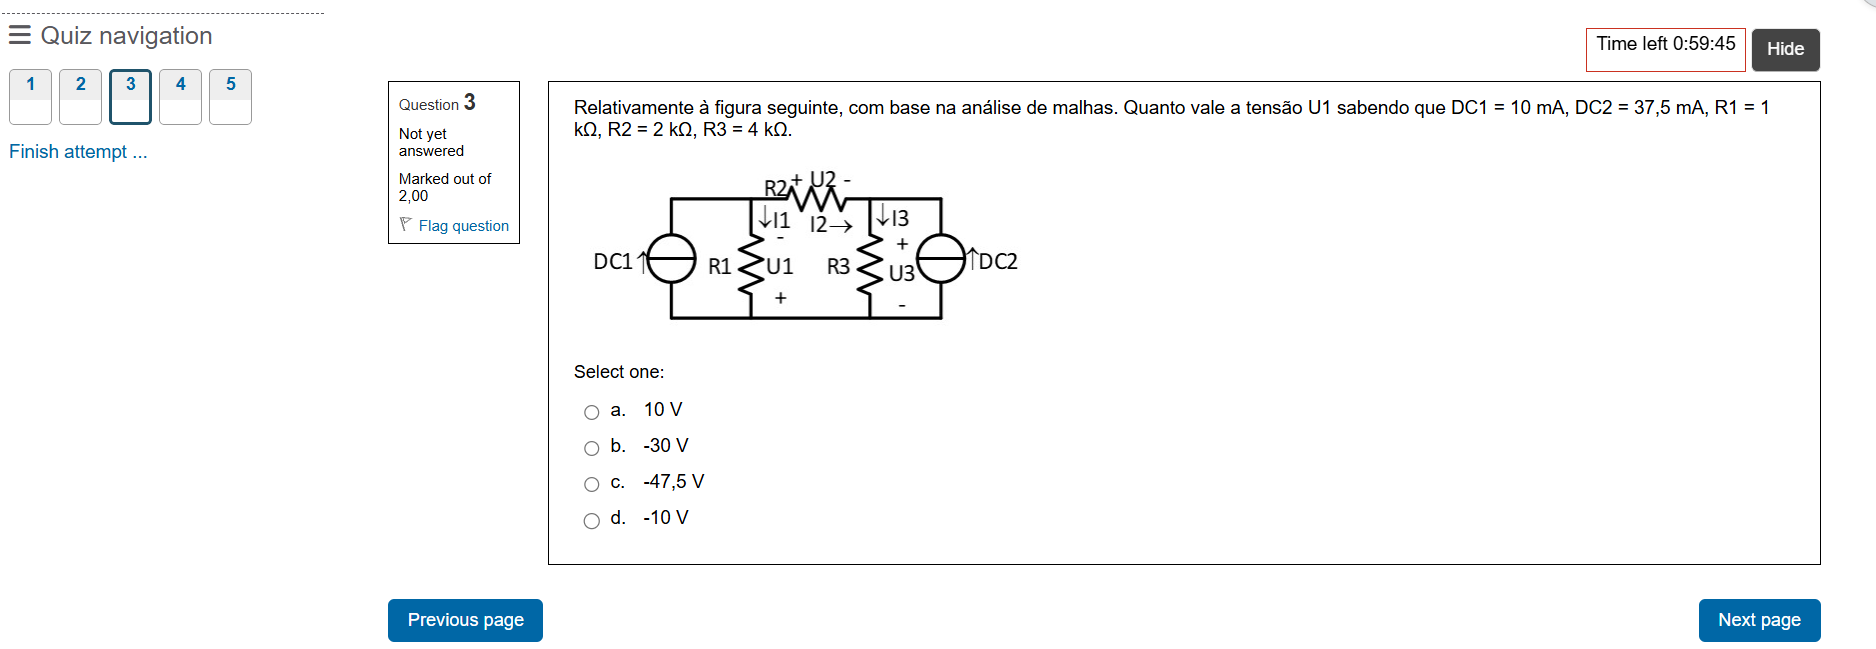 Quiz navigation
1 2 3 4 5
Finish attempt ...
Time left 0:59:45
Hide
Question 3
Not yet
answered
Marked out of
2,00
Flag question
Relativamente à figura seguinte, com base na análise de malhas. Quanto vale a tensão U1 sabendo que DC1 = 10 mA, DC2 = 37,5 mA, R1 = 1
kΩ, R2 = 2 kΩ, R3 = 4 kΩ.
R2 + U2 -
↓I1 I2→ ↓I3
- +
DC1↑ R1 U1 R3 U3 ↑DC2
+ -
Select one:
a. 10 V
b. -30 V
c. -47,5 V
d. -10 V
Previous page
Next page